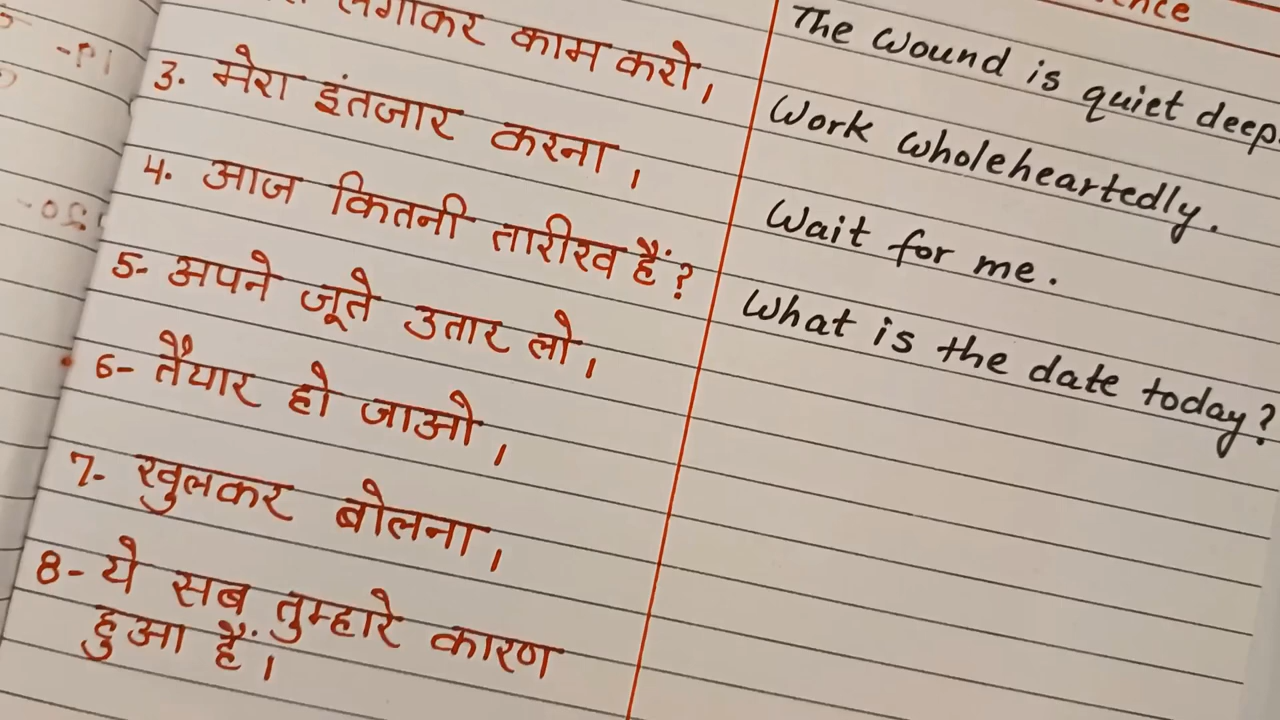 लगाकर काम करो,
3. मेरा इंतजार करना,
4. आज कितनी तारीख हैं?
5- अपने जूते उतार लो,
6- तैयार हो जाओ,
7- खुलकर बोलना,
8- ये सब तुम्हारे कारण
हुआ हैं।
The wound is quiet deep.
Work wholeheartedly.
Wait for me.
What is the date today?